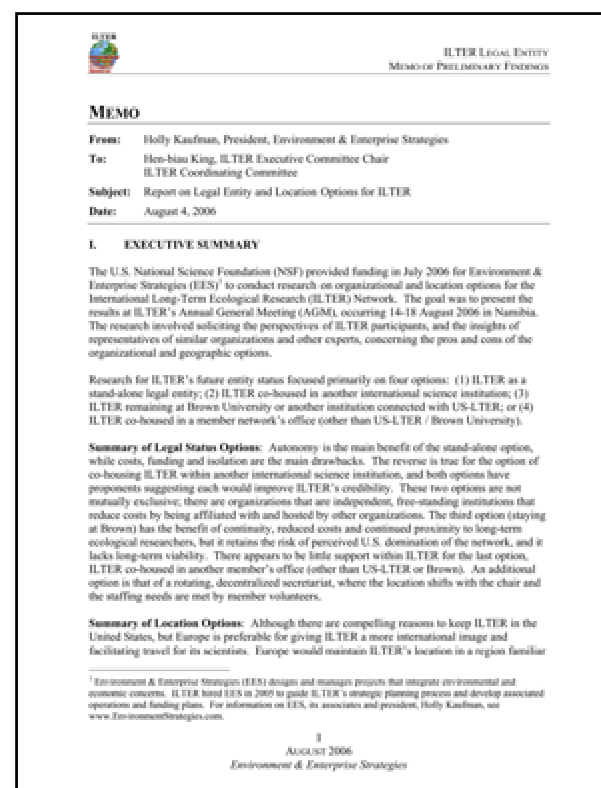 ILTER
ILTER LEGAL ENTITY
MEMO OF PRELIMINARY FINDINGS
MEMO
From: Holly Kaufman, President, Environment & Enterprise Strategies
To: Hen-biau King, ILTER Executive Committee Chair
ILTER Coordinating Committee
Subject: Report on Legal Entity and Location Options for ILTER
Date: August 4, 2006
I. EXECUTIVE SUMMARY
The U.S. National Science Foundation (NSF) provided funding in July 2006 for Environment &
Enterprise Strategies (EES)1 to conduct research on organizational and location options for the
International Long-Term Ecological Research (ILTER) Network. The goal was to present the
results at ILTER's Annual General Meeting (AGM), occurring 14-18 August 2006 in Namibia.
The research involved soliciting the perspectives of ILTER participants, and the insights of
representatives of similar organizations and other experts, concerning the pros and cons of the
organizational and geographic options.
Research for ILTER's future entity status focused primarily on four options: (1) ILTER as a
stand-alone legal entity; (2) ILTER co-housed in another international science institution; (3)
ILTER remaining at Brown University or another institution connected with US-LTER; or (4)
ILTER co-housed in a member network's office (other than US-LTER / Brown University).
Summary of Legal Status Options: Autonomy is the main benefit of the stand-alone option,
while costs, funding and isolation are the main drawbacks. The reverse is true for the option of
co-housing ILTER within another international science institution, and both options have
proponents suggesting each would improve ILTER's credibility. These two options are not
mutually exclusive; there are organizations that are independent, free-standing institutions that
reduce costs by being affiliated with and hosted by other organizations. The third option (staying
at Brown) has the benefit of continuity, reduced costs and continued proximity to long-term
ecological researchers, but it retains the risk of perceived U.S. domination of the network, and it
lacks long-term viability. There appears to be little support within ILTER for the last option,
ILTER co-housed in another member's office (other than US-LTER or Brown). An additional
option is that of a rotating, decentralized secretariat, where the location shifts with the chair and
the staffing needs are met by member volunteers.
Summary of Location Options: Although there are compelling reasons to keep ILTER in the
United States, but Europe is preferable for giving ILTER a more international image and
facilitating travel for its scientists. Europe would maintain ILTER's location in a region familiar
1 Environment & Enterprise Strategies (EES) designs and manages projects that integrate environmental and
economic concerns. ILTER hired EES in 2005 to guide ILTER's strategic planning process and develop associated
operations and funding plans. For information on EES, its associates and president, Holly Kaufman, see
www.EnvironmentStrategies.com.
1
AUGUST 2006
Environment & Enterprise Strategies